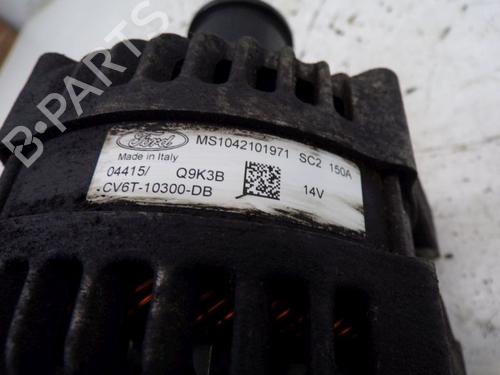 Ford MS1042101971 SC2 150A
Made in Italy
04415/ Q9K3B
CV6T-10300-DB 14V
B-PARTS